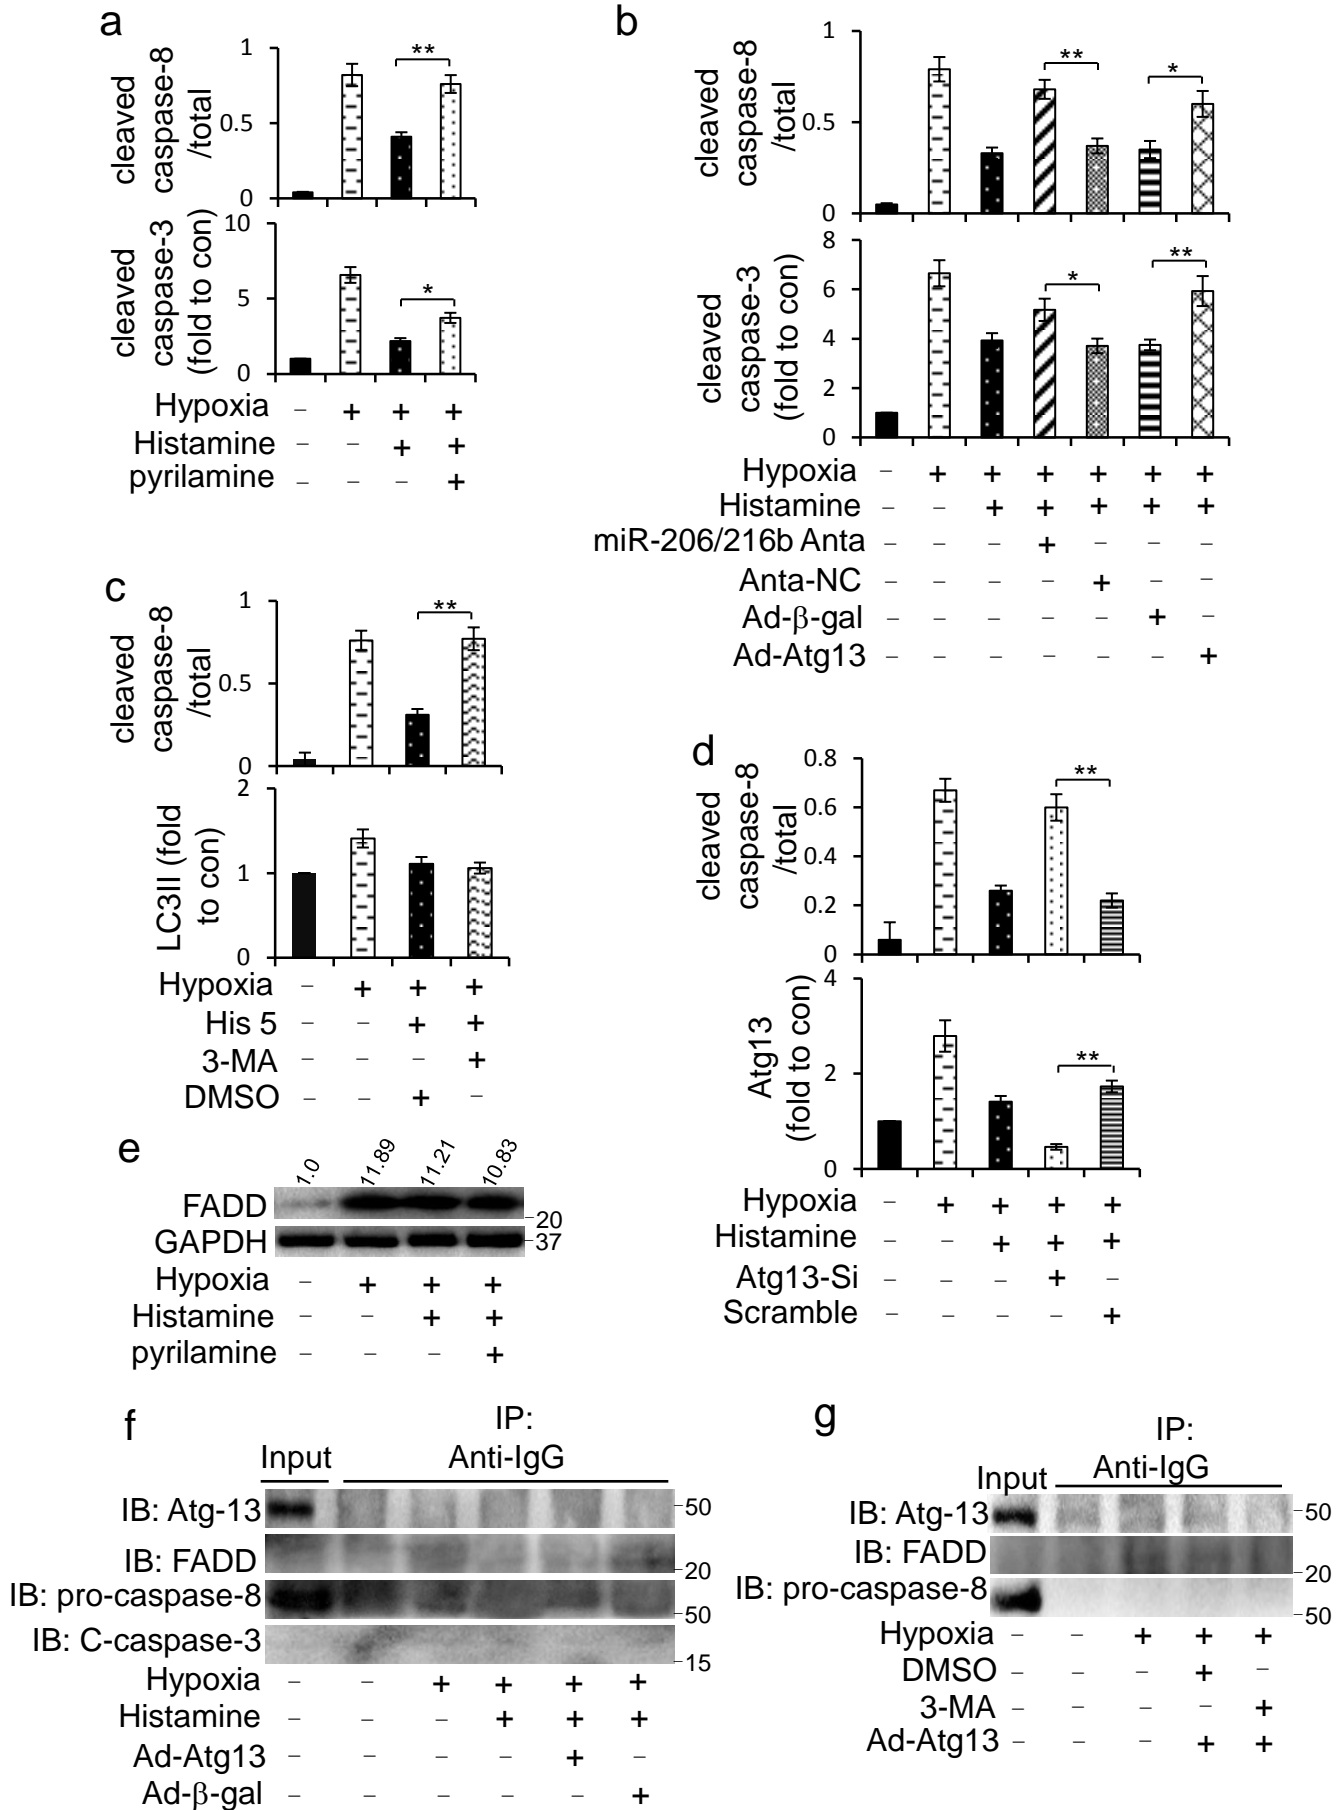 a
cleaved
caspase-8
/total
1
0.5
0
**
cleaved
caspase-3
(fold to con)
10
5
0
*
Hypoxia – + + +
Histamine – – + +
pyrilamine – – – +
b
cleaved
caspase-8
/total
1
0.5
0
** *
cleaved
caspase-3
(fold to con)
8
6
4
2
0
* **
Hypoxia – + + + + + +
Histamine – – + + + + +
miR-206/216b Anta – – – + – – –
Anta-NC – – – – + – –
Ad-β-gal – – – – – + –
Ad-Atg13 – – – – – – +
c
cleaved
caspase-8
/total
1
0.5
0
**
LC3II (fold
to con)
2
1
0
Hypoxia – + + +
His 5 – – + +
3-MA – – – +
DMSO – – + –
d
cleaved
caspase-8
/total
0.8
0.6
0.4
0.2
0
**
Atg13
(fold to con)
4
2
0
**
Hypoxia – + + + +
Histamine – – + + +
Atg13-Si – – – + –
Scramble – – – – +
e
1.0 11.89 11.21 10.83
FADD –20
GAPDH –37
Hypoxia – + + +
Histamine – – + +
pyrilamine – – – +
f
IP:
Input Anti-IgG
IB: Atg-13 –50
IB: FADD –20
IB: pro-caspase-8 –50
IB: C-caspase-3 –15
Hypoxia – – + + + +
Histamine – – – + + +
Ad-Atg13 – – – – + –
Ad-β-gal – – – – – +
g
IP:
Input Anti-IgG
IB: Atg-13 –50
IB: FADD –20
IB: pro-caspase-8 –50
Hypoxia – – + + +
DMSO – – – + –
3-MA – – – – +
Ad-Atg13 – – – + +